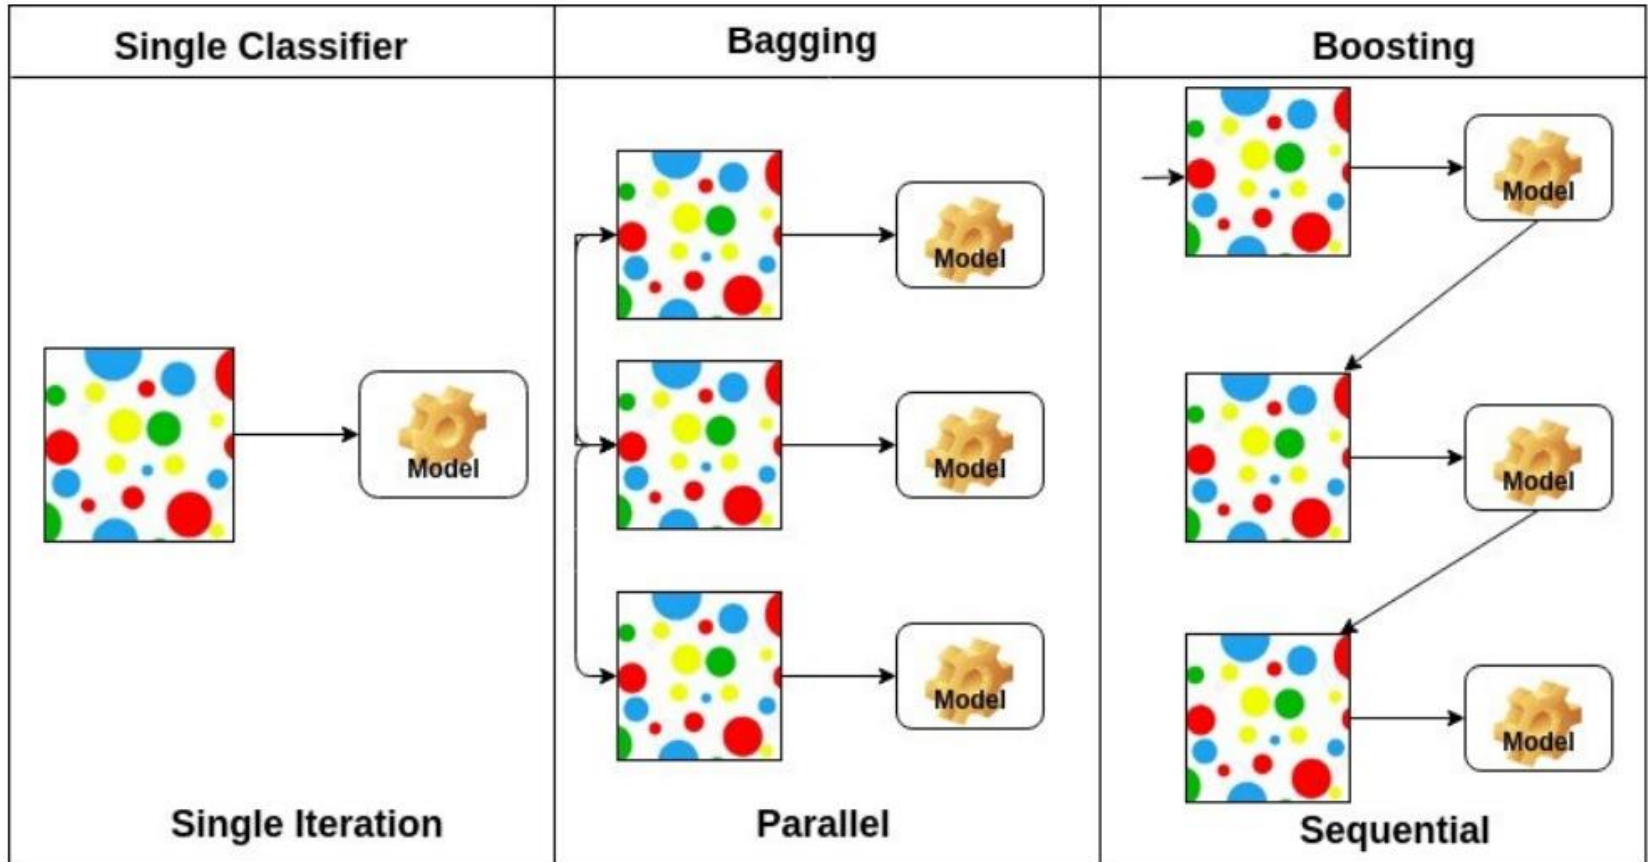 Single Classifier
Bagging
Boosting
Model
Single Iteration
Model
Model
Model
Parallel
Model
Model
Model
Sequential